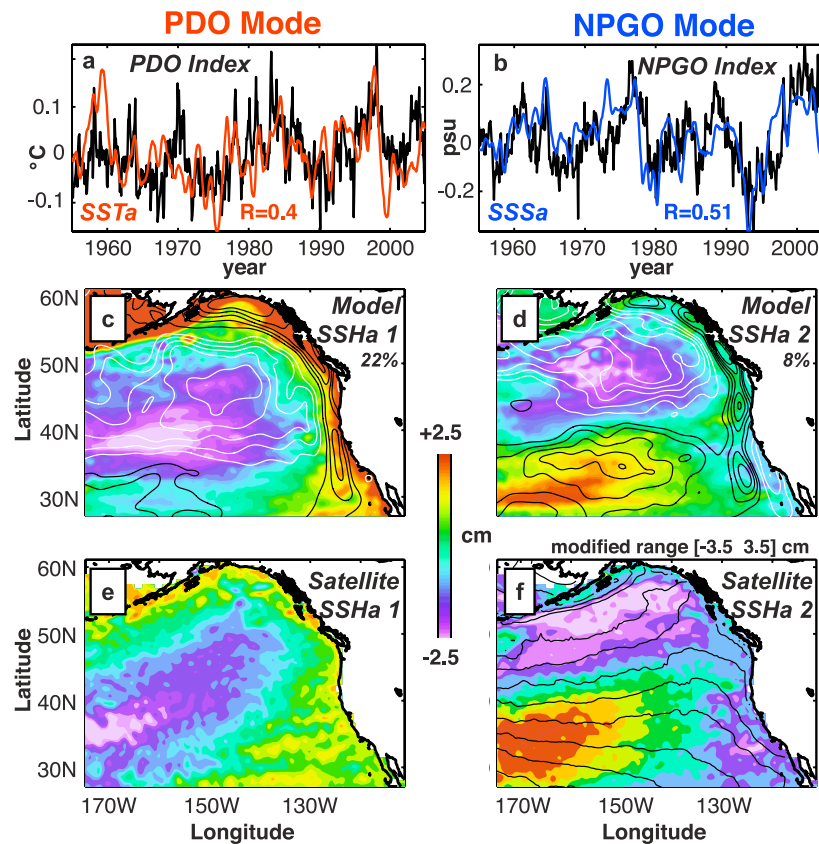 PDO Mode
NPGO Mode
a
PDO Index
0.1
0
-0.1
°C
SSTa
R=0.4
1960 1970 1980 1990 2000
year
b
NPGO Index
0.2
0
-0.2
psu
SSSa
R=0.51
1960 1970 1980 1990 2000
year
c
Model
SSHa 1
22%
60N
50N
40N
30N
Latitude
d
Model
SSHa 2
8%
+2.5
cm
-2.5
modified range [-3.5 3.5] cm
e
Satellite
SSHa 1
60N
50N
40N
30N
Latitude
170W 150W 130W
Longitude
f
Satellite
SSHa 2
170W 150W 130W
Longitude